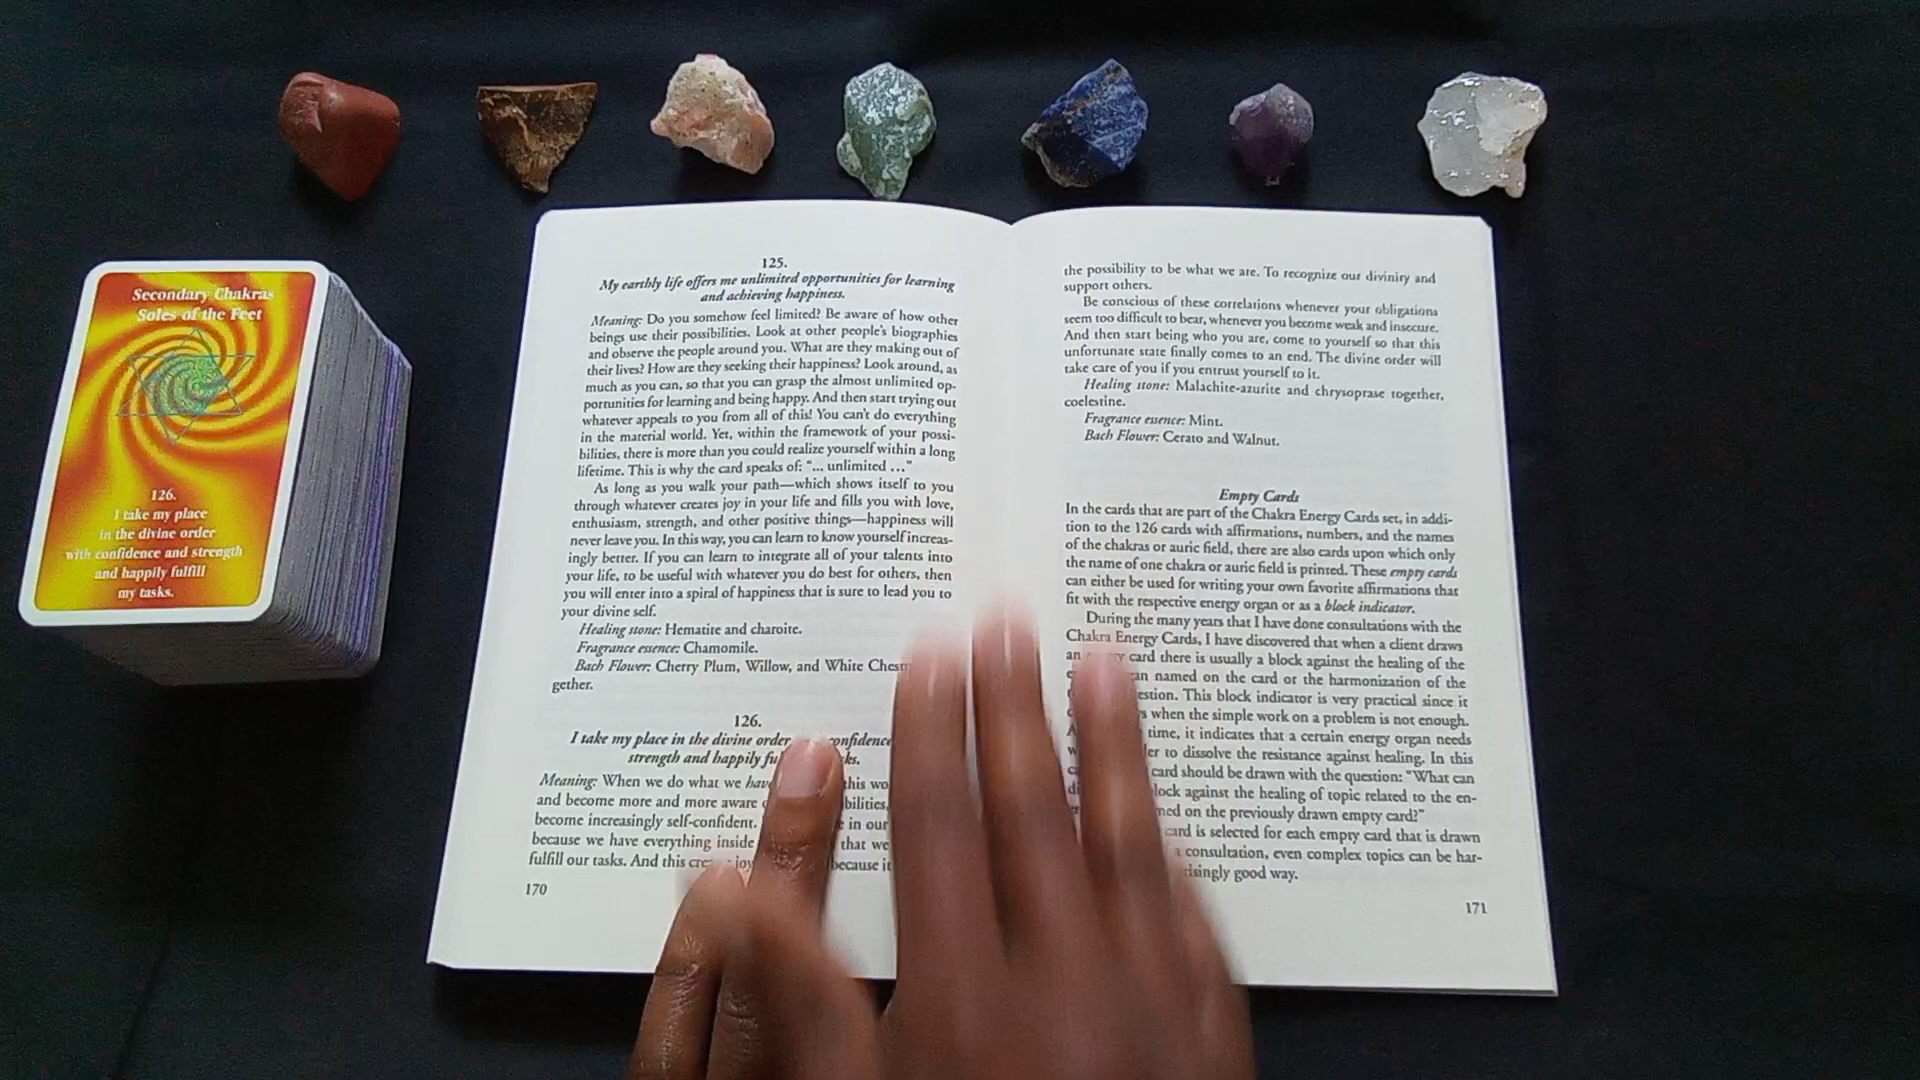 Secondary Chakras
Soles of the Feet
126.
I take my place
in the divine order
with confidence and strength
and happily fulfill
my tasks.
125.
My earthly life offers me unlimited opportunities for learning
and achieving happiness.
Meaning: Do you somehow feel limited? Be aware of how other
beings use their possibilities. Look at other people's biographies
and observe the people around you. What are they making out of
their lives? How are they seeking their happiness? Look around, as
much as you can, so that you can grasp the almost unlimited op-
portunities for learning and being happy. And then start trying out
whatever appeals to you from all of this! You can't do everything
in the material world. Yet, within the framework of your possi-
bilities, there is more than you could realize yourself within a long
lifetime. This is why the card speaks of: "... unlimited ..."
As long as you walk your path—which shows itself to you
through whatever creates joy in your life and fills you with love,
enthusiasm, strength, and other positive things—happiness will
never leave you. In this way, you can learn to know yourself increas-
ingly better. If you can learn to integrate all of your talents into
your life, to be useful with whatever you do best for others, then
you will enter into a spiral of happiness that is sure to lead you to
your divine self.
Healing stone: Hematite and charoite.
Fragrance essence: Chamomile.
Bach Flower: Cherry Plum, Willow, and White
gether.
126.
I take my place in the divine order confidence
strength and happily
Meaning: When we do what we this
and become more and more aware
become increasingly self-confident. in our
because we have everything inside that we
fulfill our tasks. And this joy because it
170
the possibility to be what we are. To recognize our divinity and
support others.
Be conscious of these correlations whenever your obligations
seem too difficult to bear, whenever you become weak and insecure.
And then start being who you are, come to yourself so that this
unfortunate state finally comes to an end. The divine order will
take care of you if you entrust yourself to it.
Healing stone: Malachite-azurite and chrysoprase together,
coelestine.
Fragrance essence: Mint.
Bach Flower: Cerato and Walnut.
Empty Cards
In the cards that are part of the Chakra Energy Cards set, in addi-
tion to the 126 cards with affirmations, numbers, and the names
of the chakras or auric field, there are also cards upon which only
the name of one chakra or auric field is printed. These empty cards
can either be used for writing your own favorite affirmations that
fit with the respective energy organ or as a block indicator.
During the many years that I have done consultations with the
Chakra Energy Cards, I have discovered that when a client draws
an card there is usually a block against the healing of the
named on the card or the harmonization of the
This block indicator is very practical since it
when the simple work on a problem is not enough.
time, it indicates that a certain energy organ needs
to dissolve the resistance against healing. In this
card should be drawn with the question: "What can
against the healing of topic related to the en-
on the previously drawn empty card?"
card is selected for each empty card that is drawn
consultation, even complex topics can be har-
good way.
171